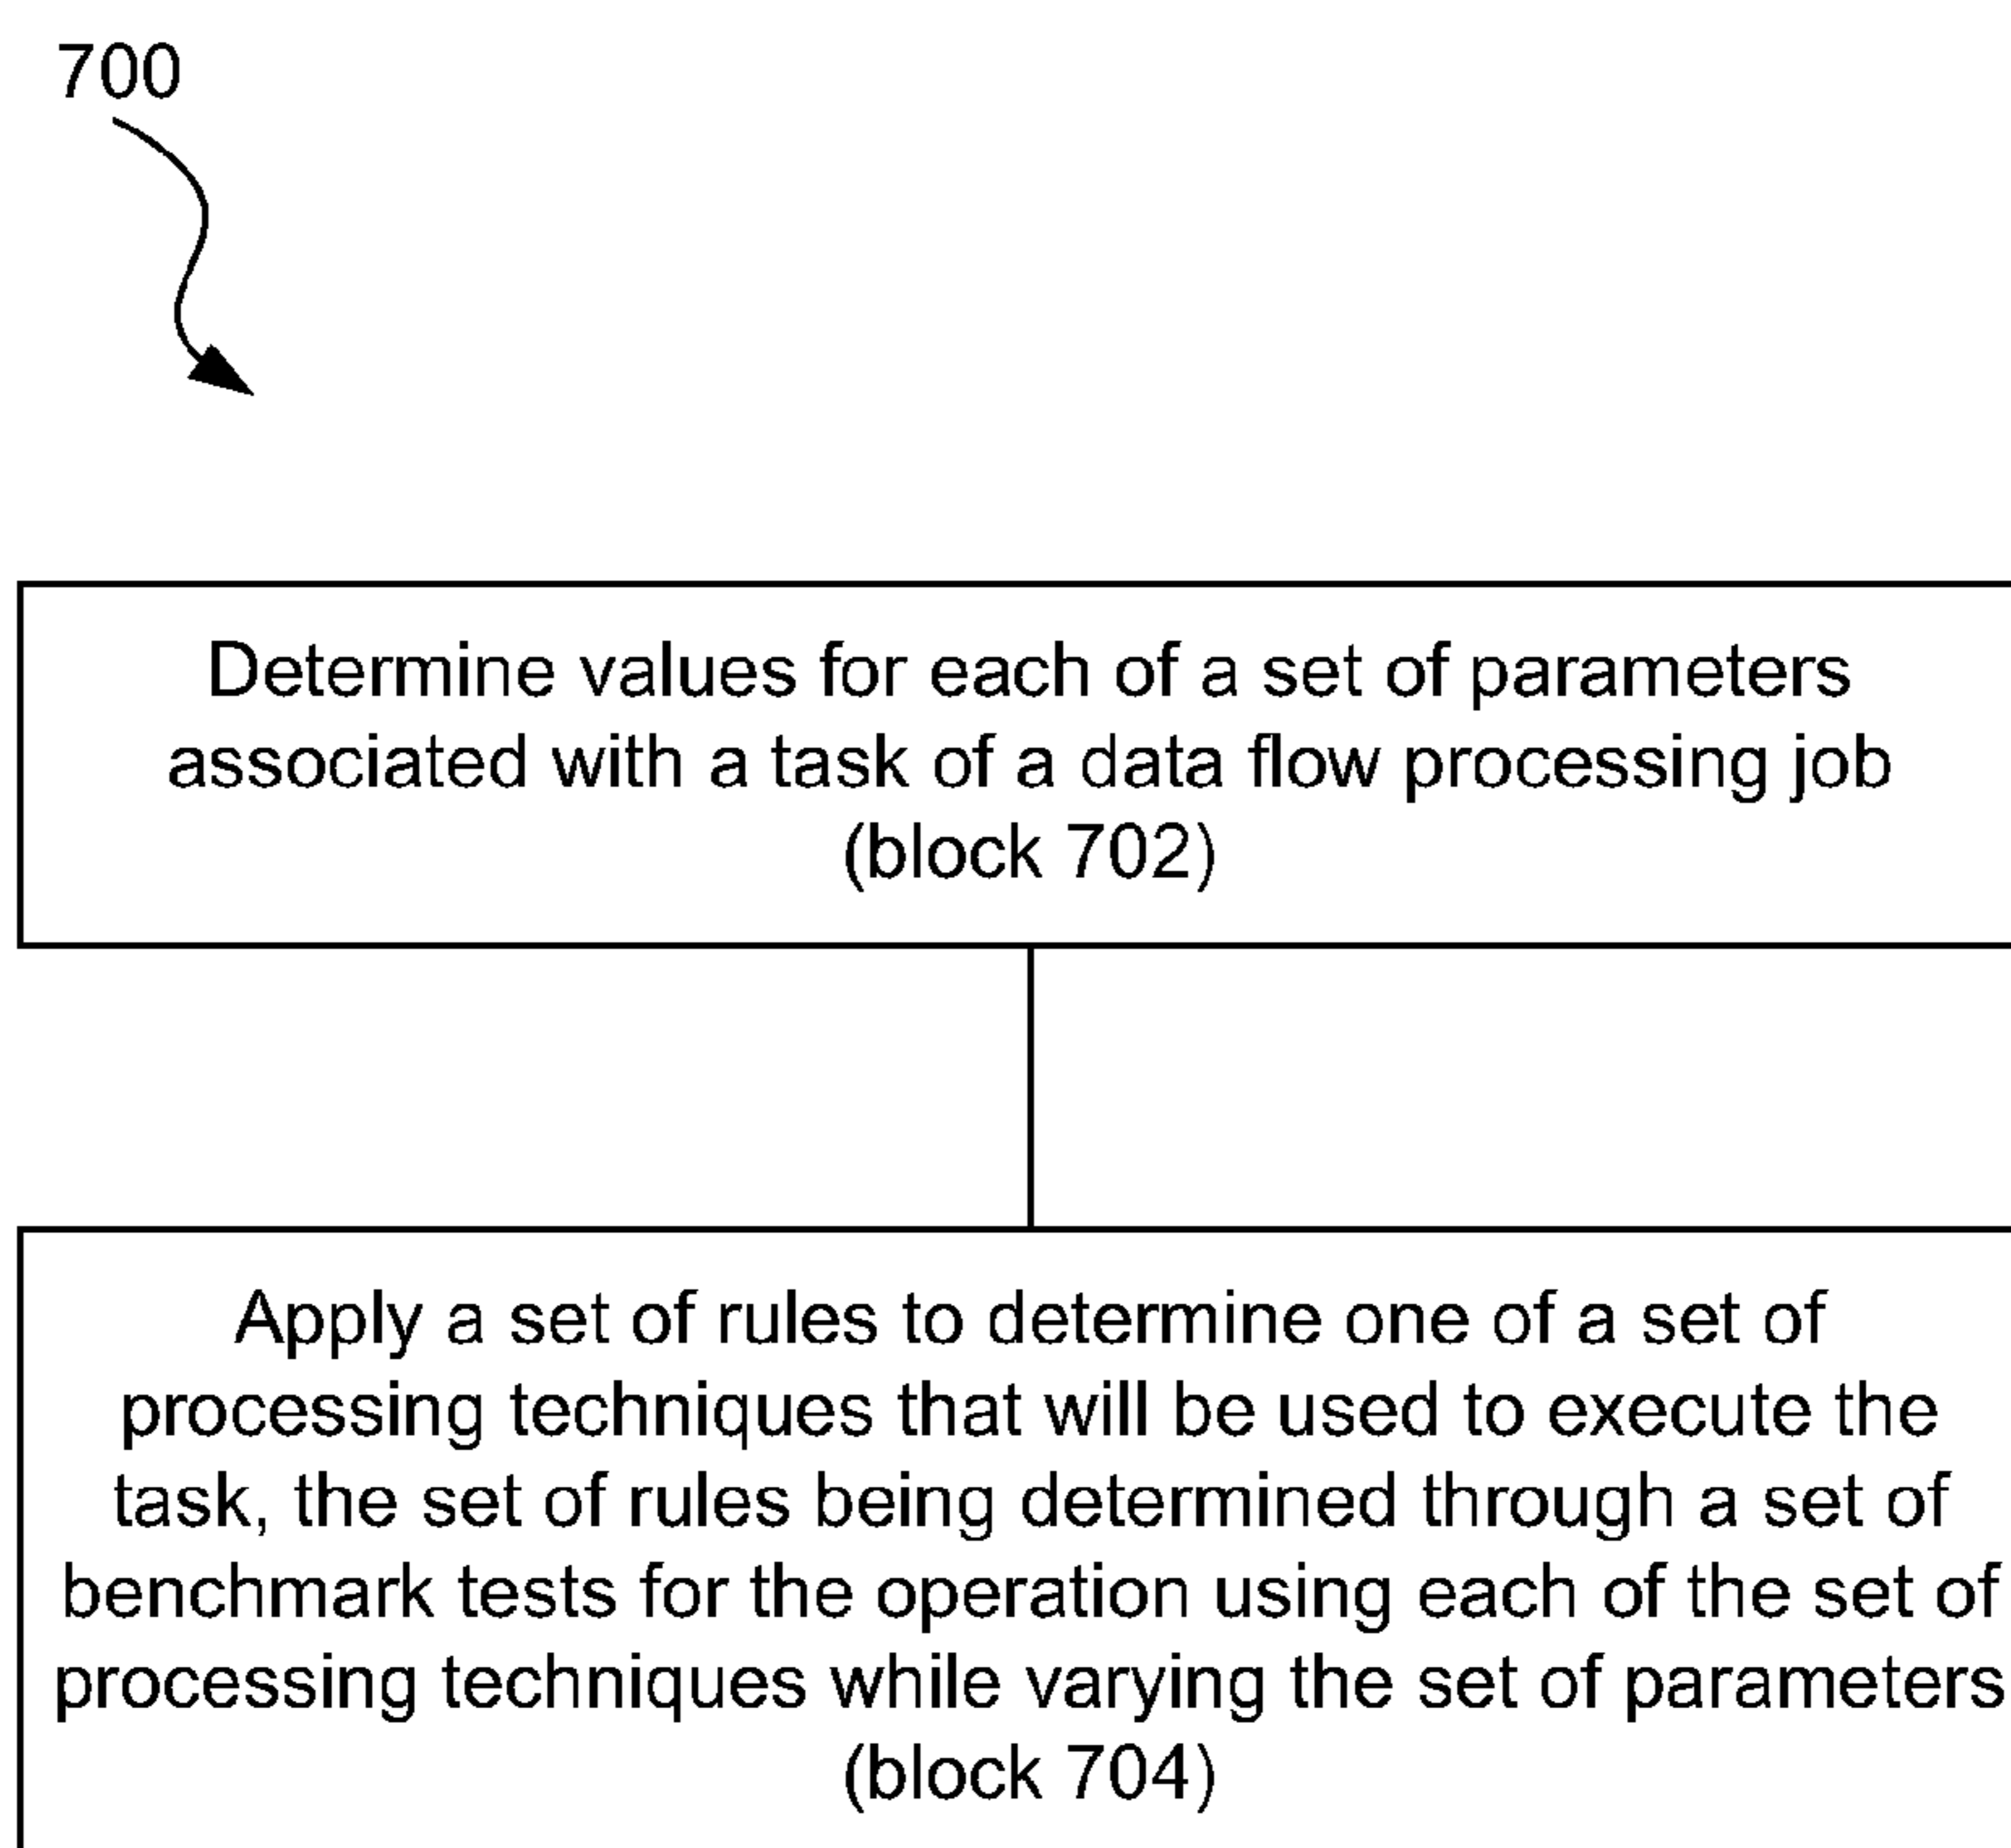 700
Determine values for each of a set of parameters
associated with a task of a data flow processing job
(block 702)
Apply a set of rules to determine one of a set of
processing techniques that will be used to execute the
task, the set of rules being determined through a set of
benchmark tests for the operation using each of the set of
processing techniques while varying the set of parameters
(block 704)